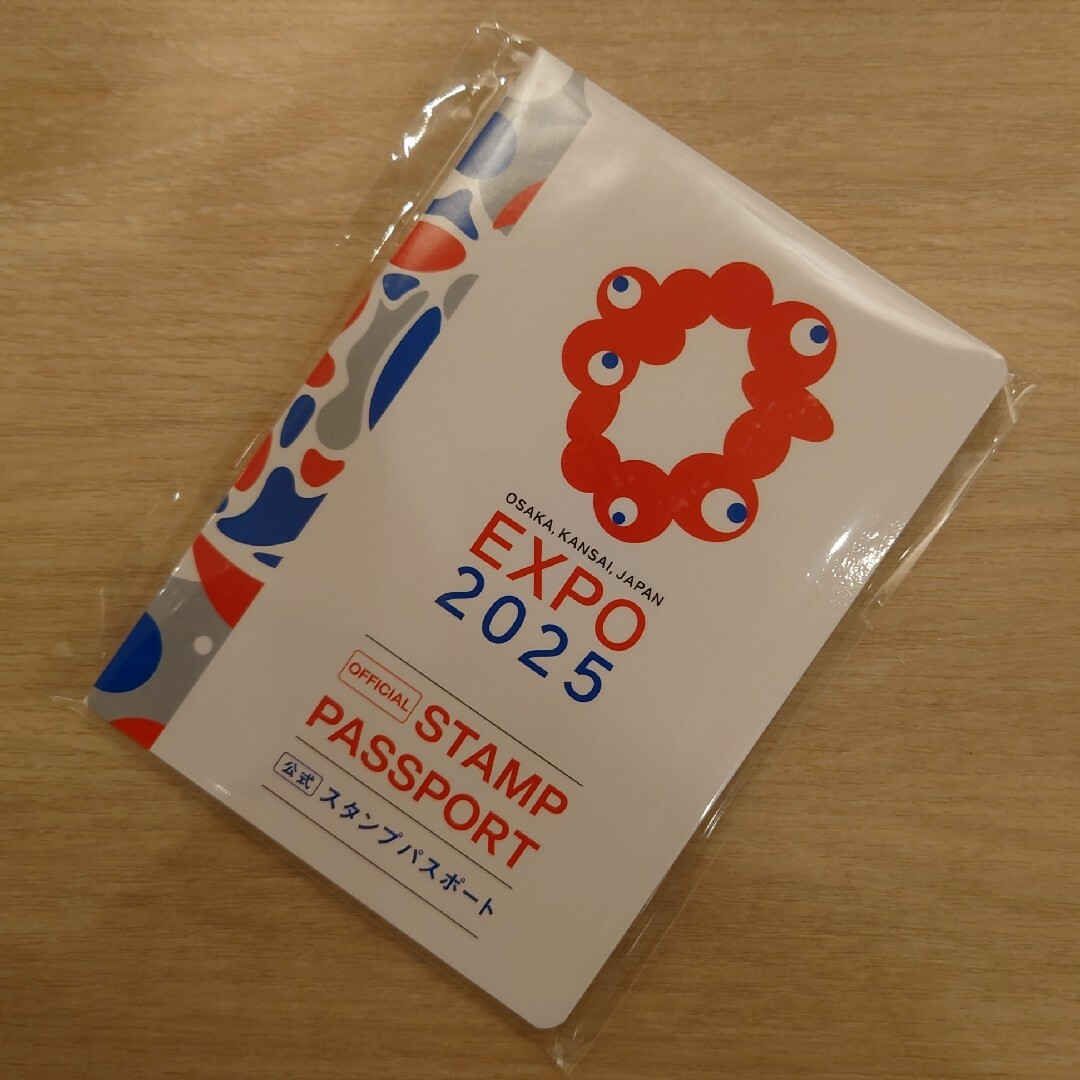 OSAKA, KANSAI, JAPAN
EXPO
2025
OFFICIAL STAMP
PASSPORT
公式 スタンプパスポート